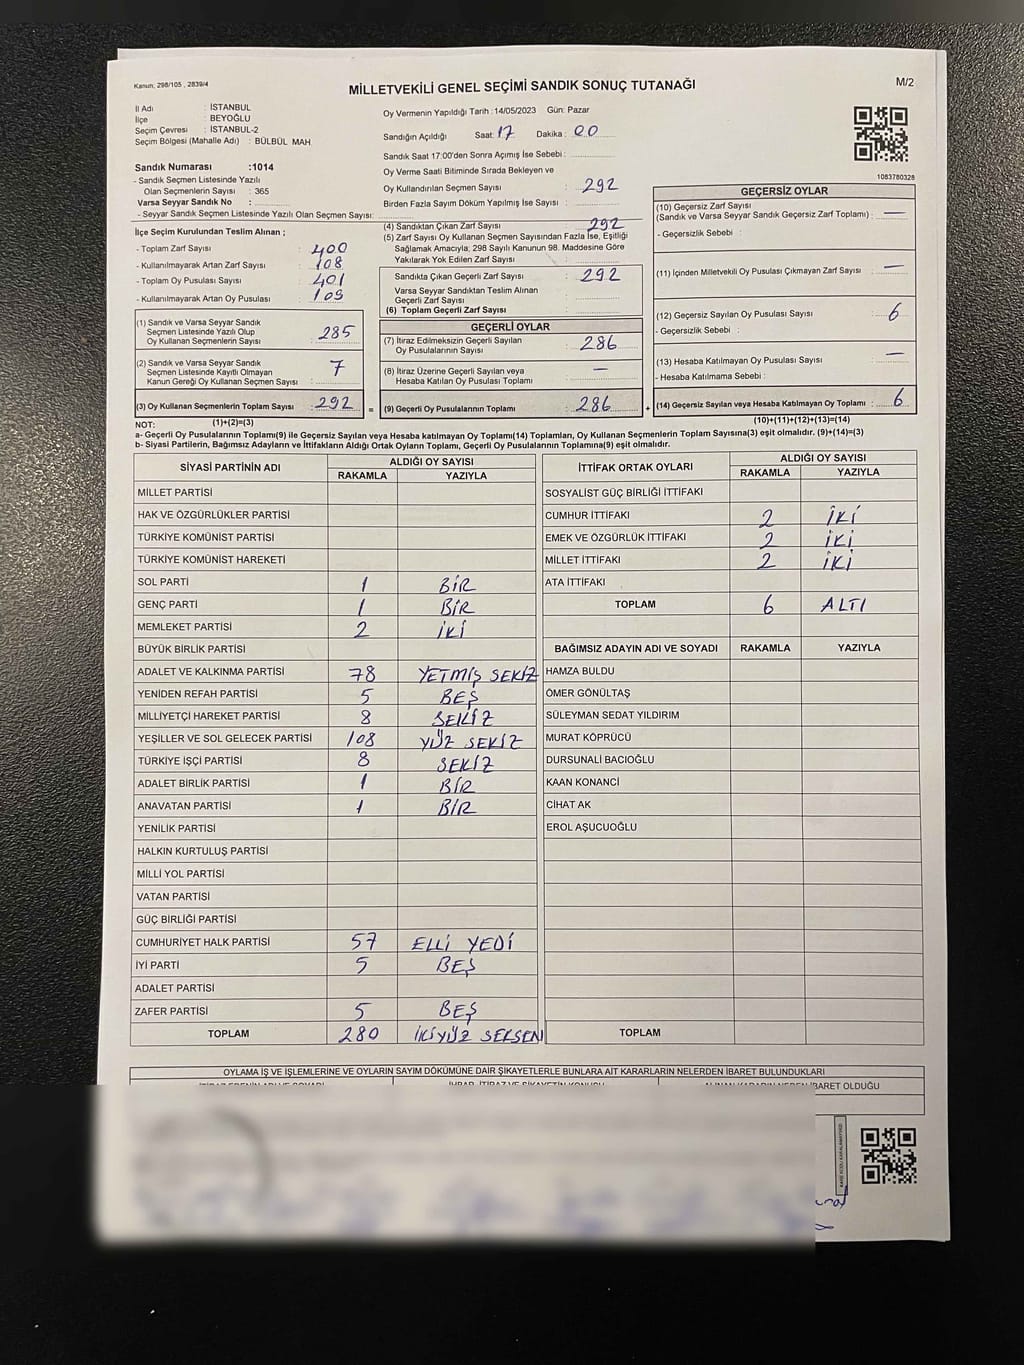 Kanun: 298/105 , 2839/4
MİLLETVEKİLİ GENEL SEÇİMİ SANDIK SONUÇ TUTANAĞI
M/2
İl Adı : İSTANBUL
İlçe : BEYOĞLU
Seçim Çevresi : İSTANBUL-2
Seçim Bölgesi (Mahalle Adı) : BÜLBÜL MAH.
Sandık Numarası :1014
- Sandık Seçmen Listesinde Yazılı
Olan Seçmenlerin Sayısı : 365
Varsa Seyyar Sandık No :
- Seyyar Sandık Seçmen Listesinde Yazılı Olan Seçmen Sayısı:
Oy Vermenin Yapıldığı Tarih :14/05/2023 Gün: Pazar
Sandığın Açıldığı Saat: 17 Dakika : 00
Sandık Saat 17:00'den Sonra Açımış İse Sebebi :
Oy Verme Saati Bitiminde Sırada Bekleyen ve
Oy Kullandırılan Seçmen Sayısı : 292
Birden Fazla Sayım Döküm Yapılmış İse Sayısı :
1083780328
İlçe Seçim Kurulundan Teslim Alınan ;
- Toplam Zarf Sayısı : 400
- Kullanılmayarak Artan Zarf Sayısı : 108
- Toplam Oy Pusulası Sayısı : 401
- Kullanılmayarak Artan Oy Pusulası : 109
(1) Sandık ve Varsa Seyyar Sandık
Seçmen Listesinde Yazılı Olup
Oy Kullanan Seçmenlerin Sayısı : 285
(2) Sandık ve Varsa Seyyar Sandık
Seçmen Listesinde Kayıtlı Olmayan
Kanun Gereği Oy Kullanan Seçmen Sayısı : 7
(3) Oy Kullanan Seçmenlerin Toplam Sayısı : 292
(1)+(2)=(3)
(4) Sandıktan Çıkan Zarf Sayısı : 292
(5) Zarf Sayısı Oy Kullanan Seçmen Sayısından Fazla İse, Eşitliği
Sağlamak Amacıyla; 298 Sayılı Kanunun 98. Maddesine Göre
Yakılarak Yok Edilen Zarf Sayısı :
Sandıkta Çıkan Geçerli Zarf Sayısı : 292
Varsa Seyyar Sandıktan Teslim Alınan
Geçerli Zarf Sayısı :
(6) Toplam Geçerli Zarf Sayısı :
GEÇERLİ OYLAR
(7) İtiraz Edilmeksizin Geçerli Sayılan
Oy Pusulalarının Sayısı : 286
(8) İtiraz Üzerine Geçerli Sayılan veya
Hesaba Katılan Oy Pusulası Toplamı : —
= (9) Geçerli Oy Pusulalarının Toplamı : 286
GEÇERSİZ OYLAR
(10) Geçersiz Zarf Sayısı
(Sandık ve Varsa Seyyar Sandık Geçersiz Zarf Toplamı) : —
- Geçersizlik Sebebi :
(11) İçinden Milletvekili Oy Pusulası Çıkmayan Zarf Sayısı : —
(12) Geçersiz Sayılan Oy Pusulası Sayısı : 6
- Geçersizlik Sebebi :
(13) Hesaba Katılmayan Oy Pusulası Sayısı : —
- Hesaba Katılmama Sebebi :
+ (14) Geçersiz Sayılan veya Hesaba Katılmayan Oy Toplamı : 6
(10)+(11)+(12)+(13)=(14)
NOT:
a- Geçerli Oy Pusulalarının Toplamı(9) ile Geçersiz Sayılan veya Hesaba katılmayan Oy Toplamı(14) Toplamları, Oy Kullanan Seçmenlerin Toplam Sayısına(3) eşit olmalıdır. (9)+(14)=(3)
b- Siyasi Partilerin, Bağımsız Adayların ve İttifakların Aldığı Ortak Oyların Toplamı, Geçerli Oy Pusulalarının Toplamına(9) eşit olmalıdır.
SİYASİ PARTİNİN ADI
ALDIĞI OY SAYISI
RAKAMLA YAZIYLA
MİLLET PARTİSİ
HAK VE ÖZGÜRLÜKLER PARTİSİ
TÜRKİYE KOMÜNİST PARTİSİ
TÜRKİYE KOMÜNİST HAREKETİ
SOL PARTİ 1 BİR
GENÇ PARTİ 1 BİR
MEMLEKET PARTİSİ 2 İKİ
BÜYÜK BİRLİK PARTİSİ
ADALET VE KALKINMA PARTİSİ 78 YETMİŞ SEKİZ
YENİDEN REFAH PARTİSİ 5 BEŞ
MİLLİYETÇİ HAREKET PARTİSİ 8 SEKİZ
YEŞİLLER VE SOL GELECEK PARTİSİ 108 YÜZ SEKİZ
TÜRKİYE İŞÇİ PARTİSİ 8 SEKİZ
ADALET BİRLİK PARTİSİ 1 BİR
ANAVATAN PARTİSİ 1 BİR
YENİLİK PARTİSİ
HALKIN KURTULUŞ PARTİSİ
MİLLİ YOL PARTİSİ
VATAN PARTİSİ
GÜÇ BİRLİĞİ PARTİSİ
CUMHURİYET HALK PARTİSİ 57 ELLİ YEDİ
İYİ PARTİ 5 BEŞ
ADALET PARTİSİ
ZAFER PARTİSİ 5 BEŞ
TOPLAM 280 İKİYÜZ SEKSEN
İTTİFAK ORTAK OYLARI
ALDIĞI OY SAYISI
RAKAMLA YAZIYLA
SOSYALİST GÜÇ BİRLİĞİ İTTİFAKI
CUMHUR İTTİFAKI 2 İKİ
EMEK VE ÖZGÜRLÜK İTTİFAKI 2 İKİ
MİLLET İTTİFAKI 2 İKİ
ATA İTTİFAKI
TOPLAM 6 ALTI
BAĞIMSIZ ADAYIN ADI VE SOYADI RAKAMLA YAZIYLA
HAMZA BULDU
ÖMER GÖNÜLTAŞ
SÜLEYMAN SEDAT YILDIRIM
MURAT KÖPRÜCÜ
DURSUNALİ BACIOĞLU
KAAN KONANCİ
CİHAT AK
EROL AŞUCUOĞLU
TOPLAM
OYLAMA İŞ VE İŞLEMLERİNE VE OYLARIN SAYIM DÖKÜMÜNE DAİR ŞİKAYETLERLE BUNLARA AİT KARARLARIN NELERDEN İBARET BULUNDUKLARI